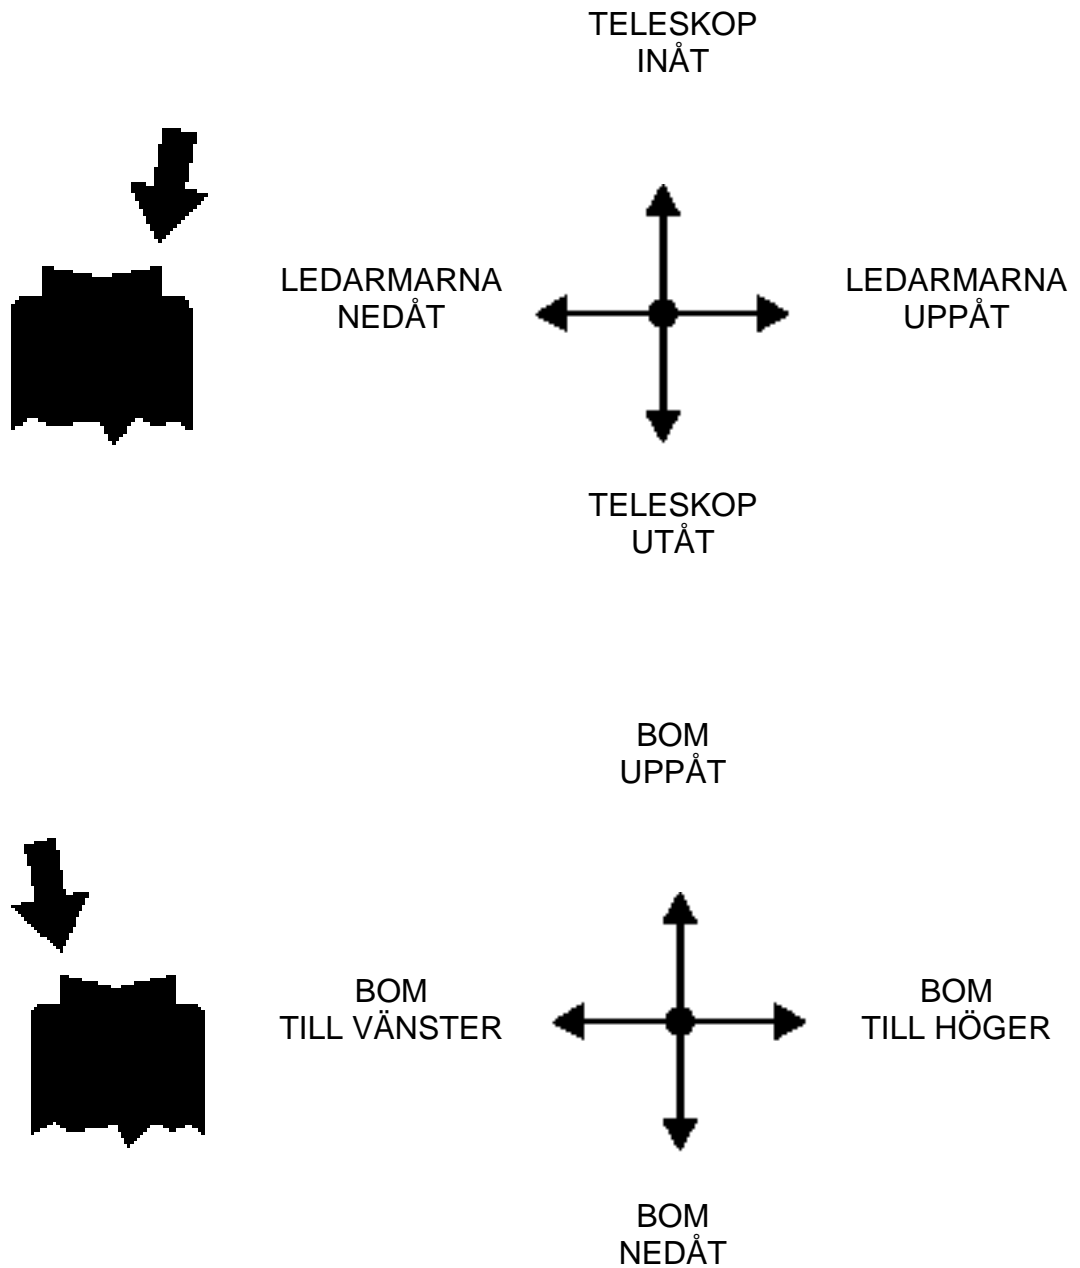 TELESKOP
INÅT
LEDARMARNA
NEDÅT
LEDARMARNA
UPPÅT
TELESKOP
UTÅT
BOM
UPPÅT
BOM
TILL VÄNSTER
BOM
TILL HÖGER
BOM
NEDÅT